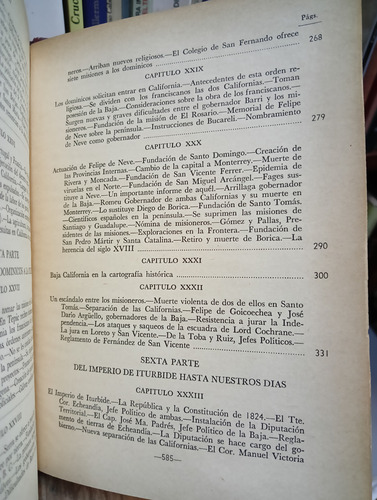 Págs.
neros.—Arriban nuevos religiosos.—El Colegio de San Fernando ofrece
siete misiones a los dominicos 268
CAPITULO XXIX
Los dominicos solicitan entrar en California.—Antecedentes de esta orden re-
ligiosa.—Se dividen con los franciscanos las dos Californias.—Toman
posesión de la Baja.—Consideraciones sobre la obra de los franciscanos.—
Surgen nuevas y graves dificultades entre el gobernador Barri y los mi-
sioneros.—Fundación de la misión de El Rosario.—Memorial de Felipe
de Neve sobre la península.—Instrucciones de Bucareli.—Nombramiento
de Neve como gobernador 279
CAPITULO XXX
Actuación de Felipe de Neve.—Fundación de Santo Domingo.—Creación de
las Provincias Internas.—Cambio de la capital a Monterrey.—Muerte de
Rivera y Moncada.—Fundación de San Vicente Ferrer.—Epidemia de
viruelas en el Norte.—Fundación de San Miguel Arcángel.—Fages sus-
tituye a Neve.—Un importante informe de aquél.—Arrillaga gobernador
de la Baja.—Romeu Gobernador de ambas Californias y su muerte en
Monterrey.—Lo sustituye Diego de Borica.—Fundación de Santo Tomás.
—Científicos españoles en la península.—Se suprimen las misiones de
Santiago y Guadalupe.—Nómina de misioneros.—Gómez y Pallas, Pre-
sidentes de las misiones.—Exploraciones en la Frontera.—Fundación de
San Pedro Mártir y Santa Catalina.—Retiro y muerte de Borica.—La
herencia del siglo XVIII 290
CAPITULO XXXI
Baja California en la cartografía histórica 300
CAPITULO XXXII
Un escándalo entre los misioneros.—Muerte violenta de dos de ellos en Santo
Tomás.—Separación de las Californias.—Felipe de Goicoechea y José
Darío Argüello, gobernadores de la Baja.—Resistencia a jurar la Inde-
pendencia.—Los ataques y saqueos de la escuadra de Lord Cochrane.—
La jura en Loreto y San Vicente.—De la Toba y Ruiz, Jefes Políticos.—
Reglamento de Fernández de San Vicente 331
SEXTA PARTE
DEL IMPERIO DE ITURBIDE HASTA NUESTROS DIAS
CAPITULO XXXIII
El Imperio de Iturbide.—La República y la Constitución de 1824.—El Tte.
Cor. Echeandía, Jefe Político de ambas.—Instalación de la Diputación
Territorial.—El Cap. José Ma. Padrés, Jefe Político de la Baja.—Regla-
mento de tierras de Echeandía.—La Diputación se hace cargo del go-
bierno.—Nueva separación de las Californias.—El Cor. Manuel Victoria
—585—